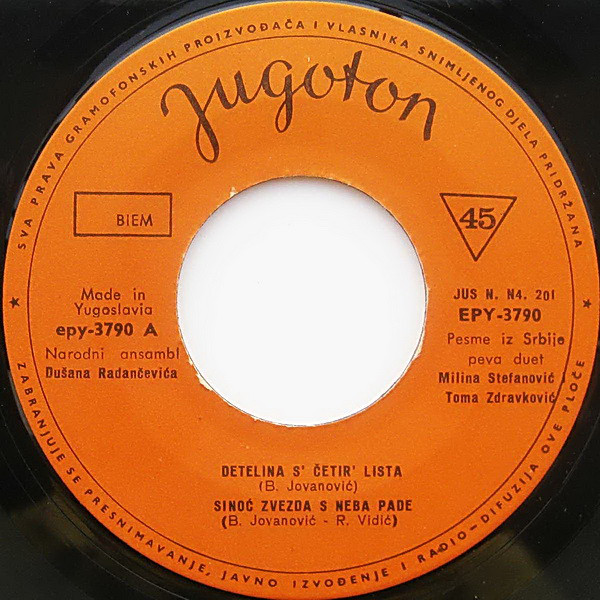 SVA PRAVA GRAMOFONSKIH PROIZVOĐAČA I VLASNIKA SNIMLJENOG DJELA PRIDRŽANA
Jugoton
BIEM
45
Made in
Yugoslavia
epy-3790 A
Narodni ansambl
Dušana Radančevića
JUS N. N4. 201
EPY-3790
Pesme iz Srbije
peva duet
Milina Stefanović i
Toma Zdravković
DETELINA S' ČETIR' LISTA
(B. Jovanović)
SINOĆ ZVEZDA S NEBA PADE
(B. Jovanović - R. Vidić)
ZABRANJUJE SE PRESNIMAVANJE, JAVNO IZVOĐENJE I RADIO-DIFUZIJA OVE PLOČE